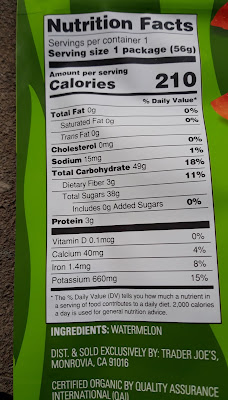 Nutrition Facts
Servings per container 1
Serving size 1 package (56g)
Amount per serving
Calories 210
% Daily Value*
Total Fat 0g 0%
Saturated Fat 0g 0%
Trans Fat 0g
Cholesterol 0mg 0%
Sodium 15mg 1%
Total Carbohydrate 49g 18%
Dietary Fiber 3g 11%
Total Sugars 38g
Includes 0g Added Sugars 0%
Protein 3g
Vitamin D 0.1mcg 0%
Calcium 40mg 4%
Iron 1.4mg 8%
Potassium 660mg 15%
* The % Daily Value (DV) tells you how much a nutrient in
a serving of food contributes to a daily diet. 2,000 calories
a day is used for general nutrition advice.
INGREDIENTS: WATERMELON
DIST. & SOLD EXCLUSIVELY BY: TRADER JOE'S,
MONROVIA, CA 91016
CERTIFIED ORGANIC BY QUALITY ASSURANCE
INTERNATIONAL (QAI)